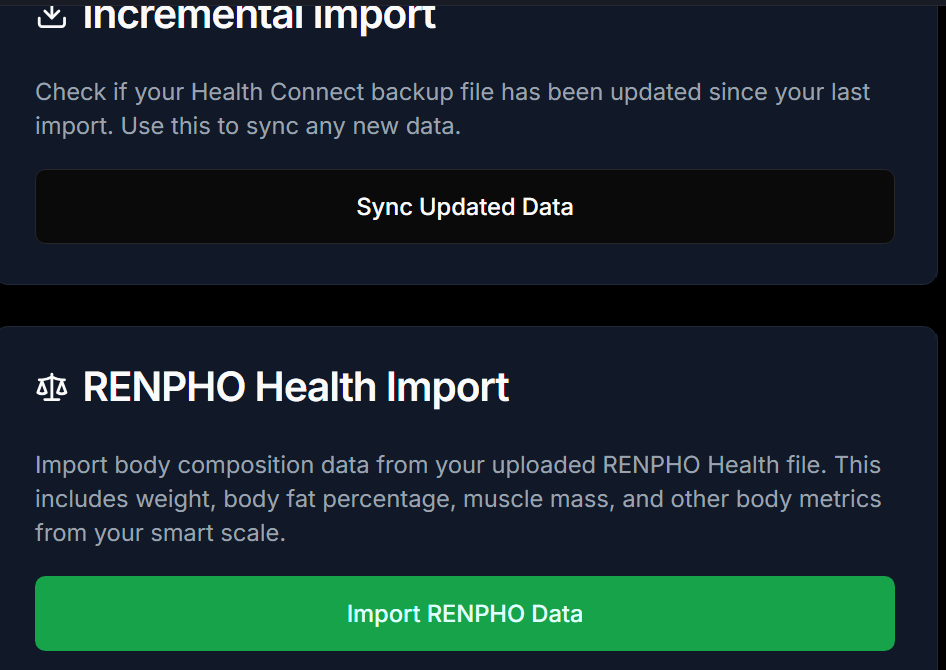 Incremental Import
Check if your Health Connect backup file has been updated since your last
import. Use this to sync any new data.
Sync Updated Data
RENPHO Health Import
Import body composition data from your uploaded RENPHO Health file. This
includes weight, body fat percentage, muscle mass, and other body metrics
from your smart scale.
Import RENPHO Data